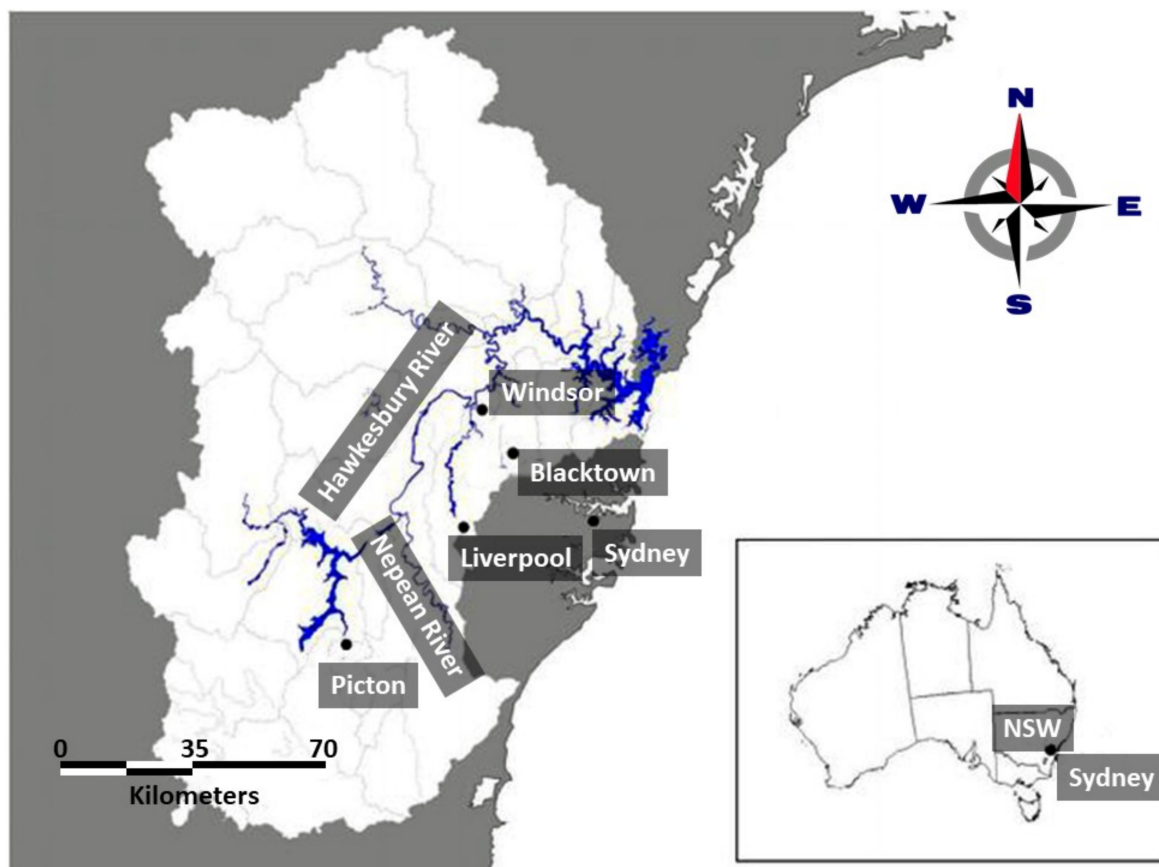 N
W
E
S
Hawkesbury River
Windsor
Blacktown
Nepean River
Liverpool
Sydney
Picton
0 35 70
Kilometers
NSW
Sydney